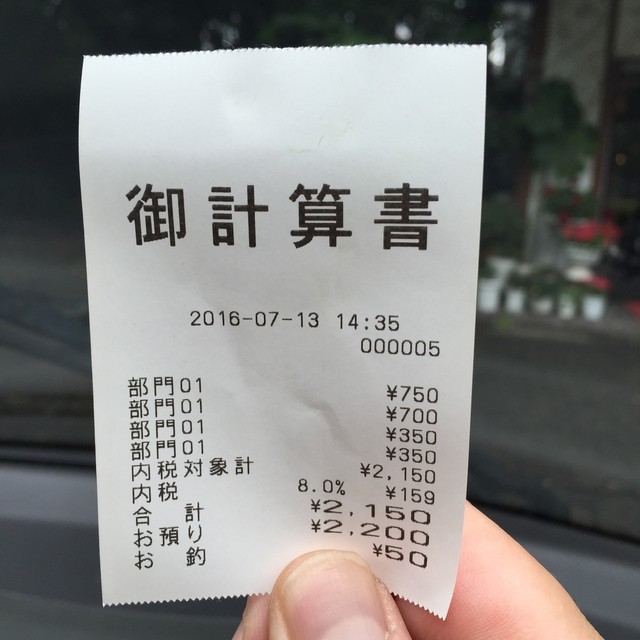 御計算書
2016-07-13 14:35
000005
部門01 ¥750
部門01 ¥700
部門01 ¥350
部門01 ¥350
内税対象計 ¥2,150
内税 8.0% ¥159
合計 ¥2,150
お預り ¥2,200
お釣 ¥50